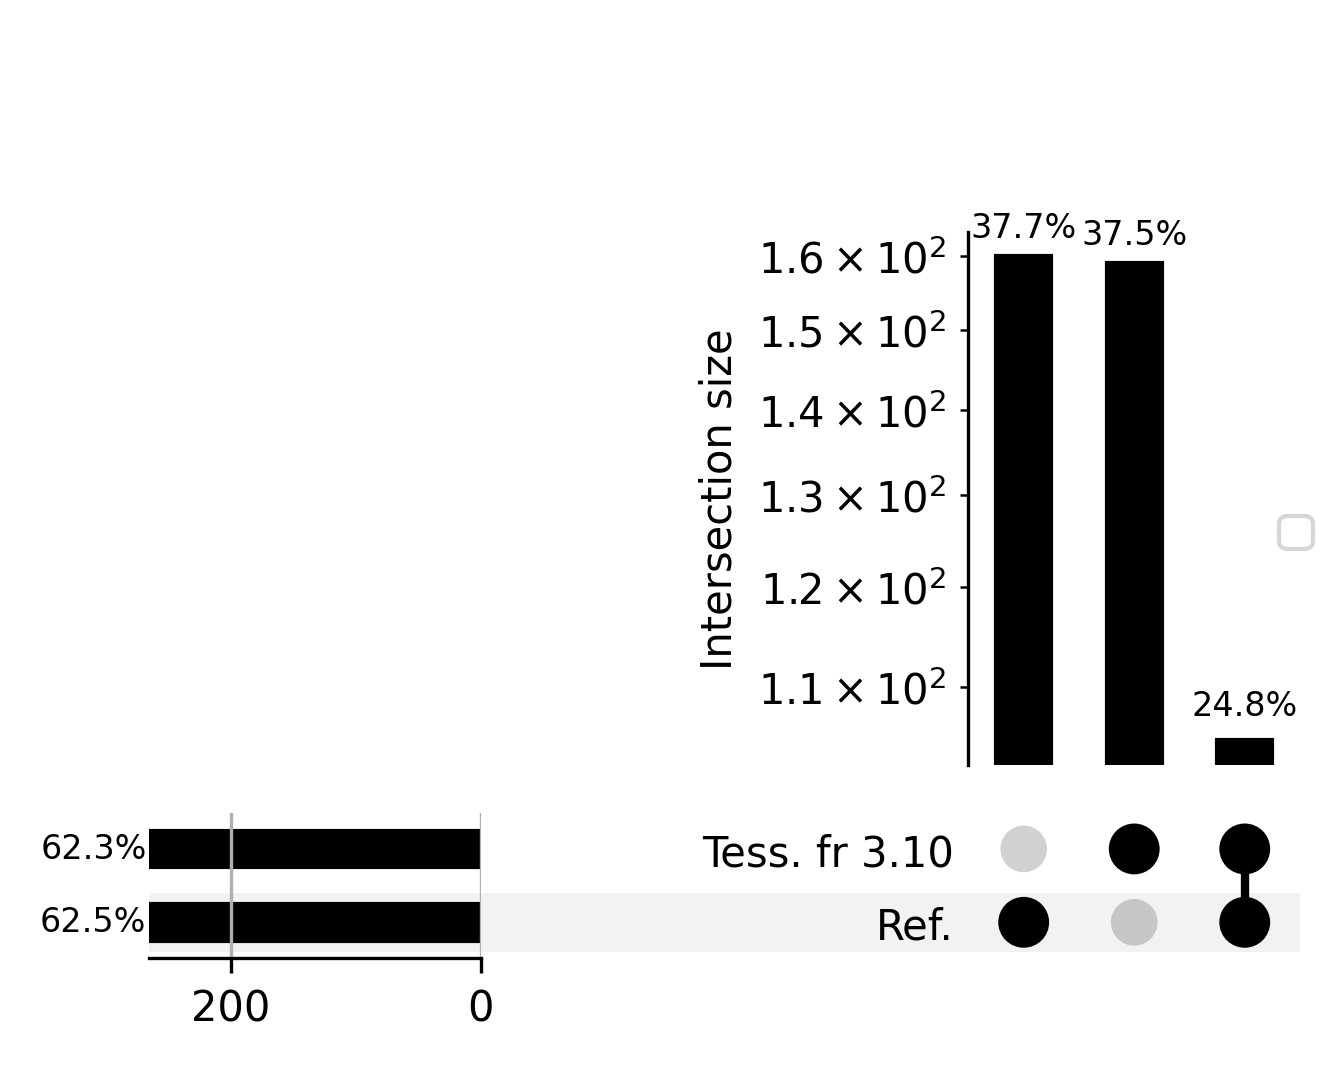 37.7% 37.5%
1.6 × 10²
1.5 × 10²
1.4 × 10²
1.3 × 10²
1.2 × 10²
1.1 × 10²
Intersection size
24.8%
62.3%
Tess. fr 3.10
62.5%
Ref.
200 0